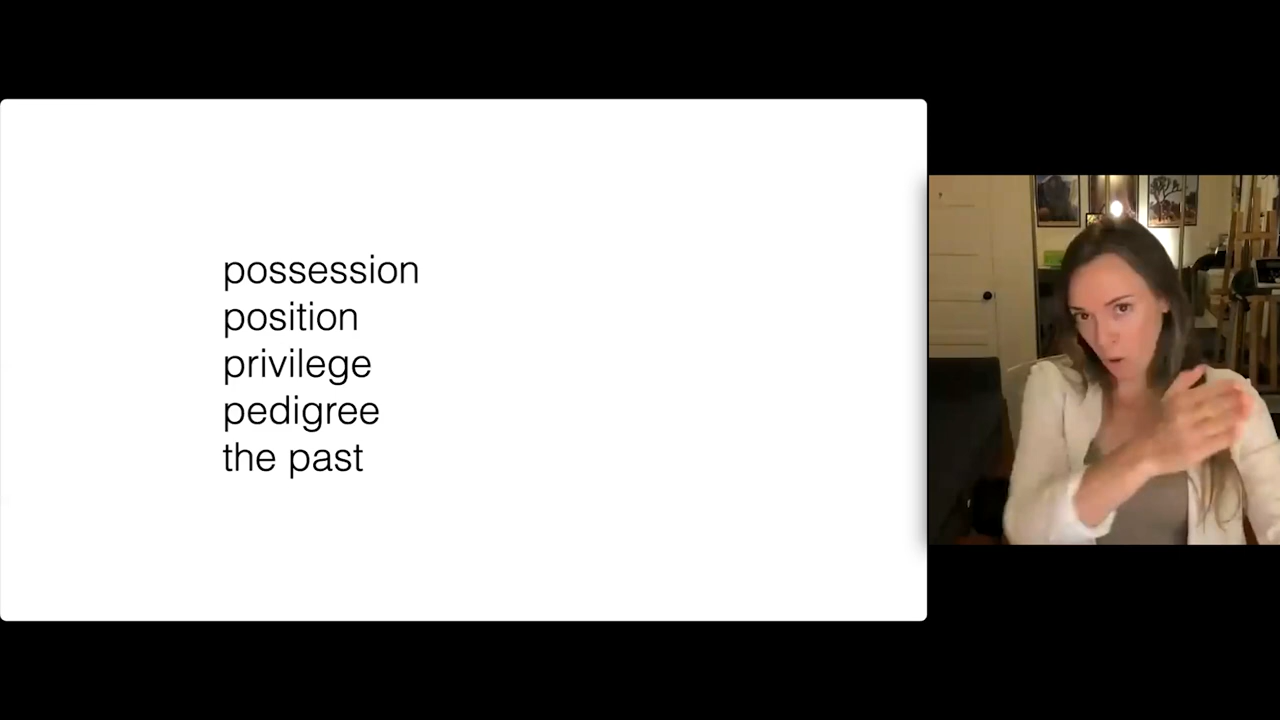 possession
position
privilege
pedigree
the past